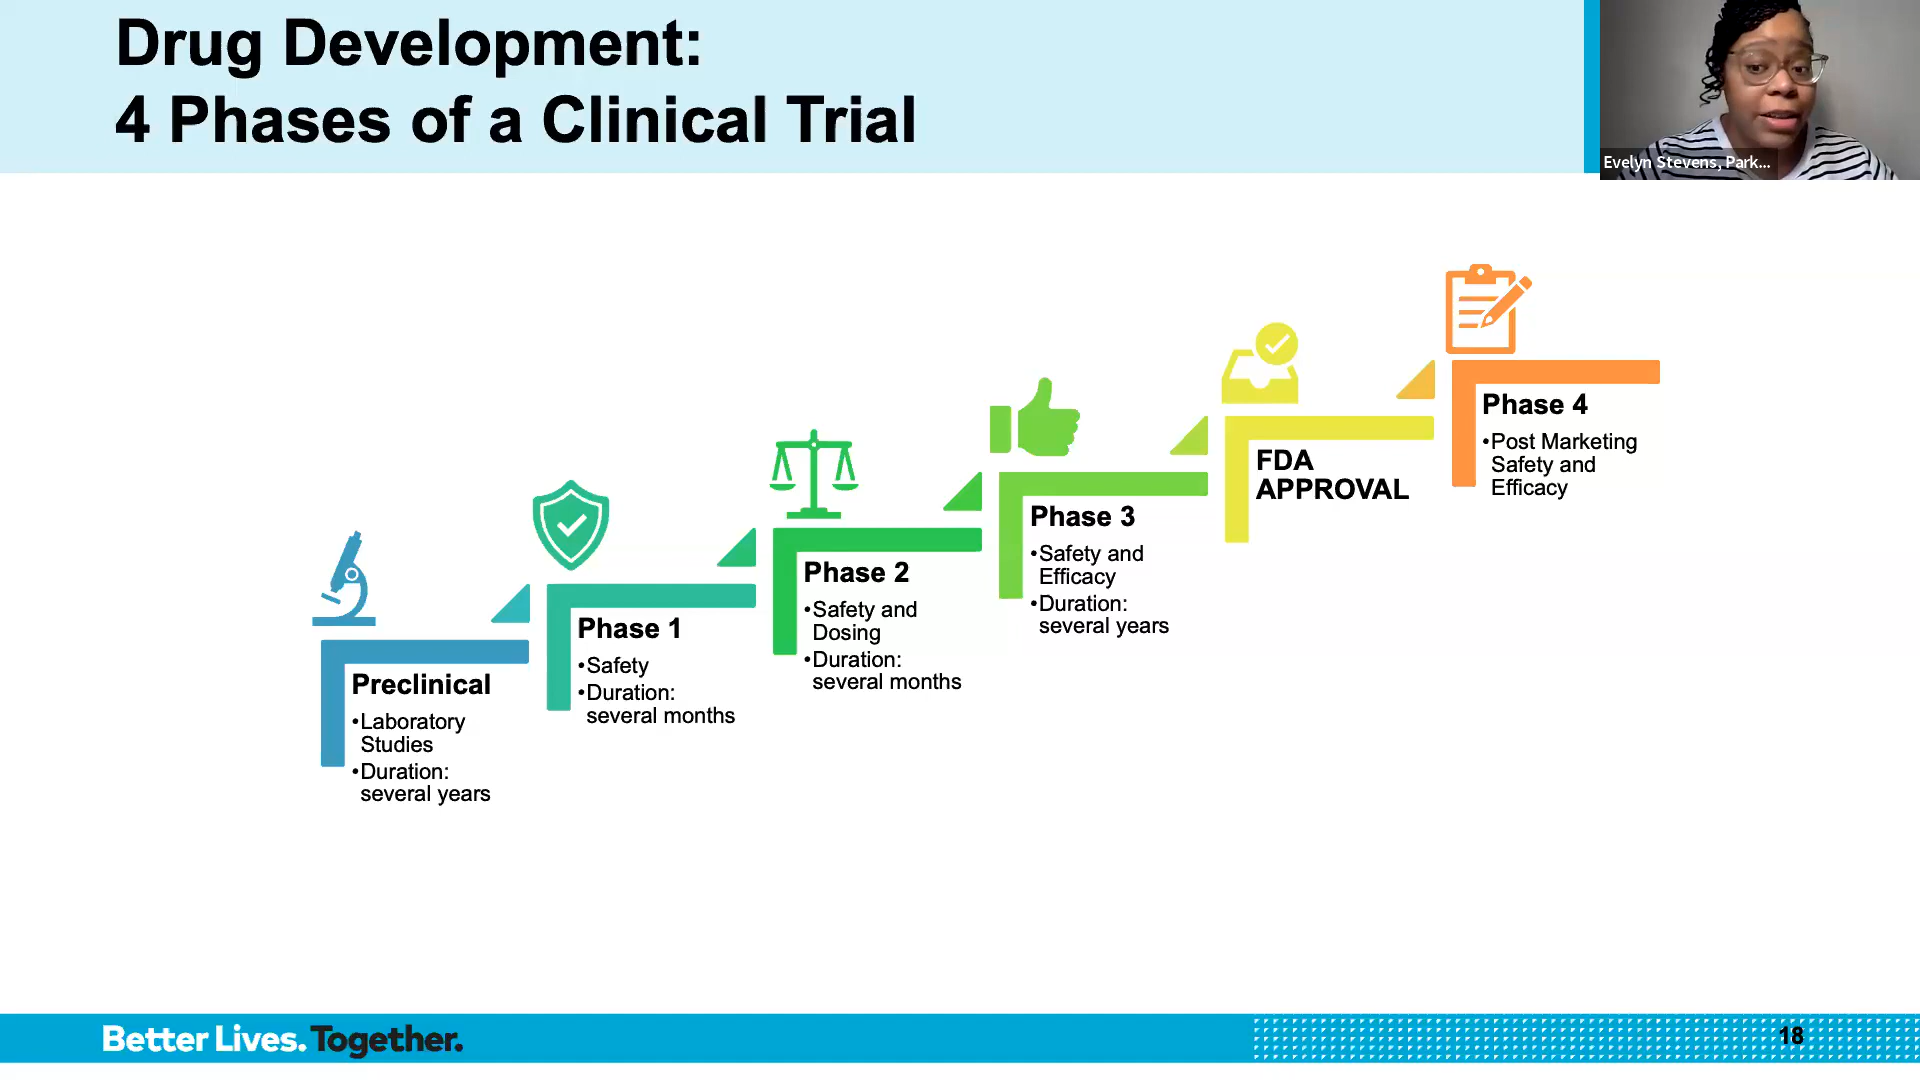 Drug Development:
4 Phases of a Clinical Trial
Evelyn Stevens, Park...
Preclinical
•Laboratory
Studies
•Duration:
several years
Phase 1
•Safety
•Duration:
several months
Phase 2
•Safety and
Dosing
•Duration:
several months
Phase 3
•Safety and
Efficacy
•Duration:
several years
FDA
APPROVAL
Phase 4
•Post Marketing
Safety and
Efficacy
Better Lives. Together.
18